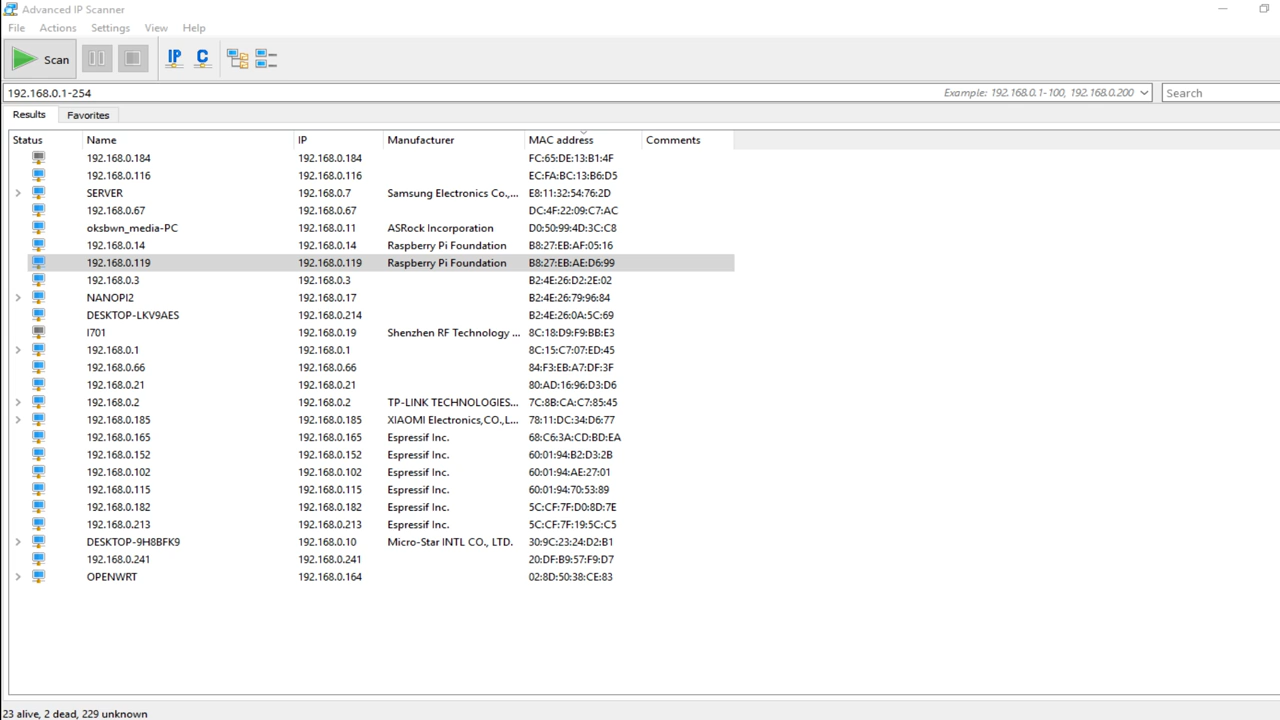 Advanced IP Scanner
File Actions Settings View Help
Scan IP C
192.168.0.1-254 Example: 192.168.0.1-100, 192.168.0.200 Search
Results Favorites
Status Name IP Manufacturer MAC address Comments
192.168.0.184 192.168.0.184 FC:65:DE:13:B1:4F
192.168.0.116 192.168.0.116 EC:FA:BC:13:B6:D5
SERVER 192.168.0.7 Samsung Electronics Co.,... E8:11:32:54:76:2D
192.168.0.67 192.168.0.67 DC:4F:22:09:C7:AC
oksbwn_media-PC 192.168.0.11 ASRock Incorporation D0:50:99:4D:3C:C8
192.168.0.14 192.168.0.14 Raspberry Pi Foundation B8:27:EB:AF:05:16
192.168.0.119 192.168.0.119 Raspberry Pi Foundation B8:27:EB:AE:D6:99
192.168.0.3 192.168.0.3 B2:4E:26:D2:2E:02
NANOPI2 192.168.0.17 B2:4E:26:79:96:84
DESKTOP-LKV9AES 192.168.0.214 B2:4E:26:0A:5C:69
I701 192.168.0.19 Shenzhen RF Technology ... 8C:18:D9:F9:BB:E3
192.168.0.1 192.168.0.1 8C:15:C7:07:ED:45
192.168.0.66 192.168.0.66 84:F3:EB:A7:DF:3F
192.168.0.21 192.168.0.21 80:AD:16:96:D3:D6
192.168.0.2 192.168.0.2 TP-LINK TECHNOLOGIES... 7C:8B:CA:C7:85:45
192.168.0.185 192.168.0.185 XIAOMI Electronics,CO.,L... 78:11:DC:34:D6:77
192.168.0.165 192.168.0.165 Espressif Inc. 68:C6:3A:CD:BD:EA
192.168.0.152 192.168.0.152 Espressif Inc. 60:01:94:B2:D3:2B
192.168.0.102 192.168.0.102 Espressif Inc. 60:01:94:AE:27:01
192.168.0.115 192.168.0.115 Espressif Inc. 60:01:94:70:53:89
192.168.0.182 192.168.0.182 Espressif Inc. 5C:CF:7F:D0:8D:7E
192.168.0.213 192.168.0.213 Espressif Inc. 5C:CF:7F:19:5C:C5
DESKTOP-9H8BFK9 192.168.0.10 Micro-Star INTL CO., LTD. 30:9C:23:24:D2:B1
192.168.0.241 192.168.0.241 20:DF:B9:57:F9:D7
OPENWRT 192.168.0.164 02:8D:50:38:CE:83
23 alive, 2 dead, 229 unknown